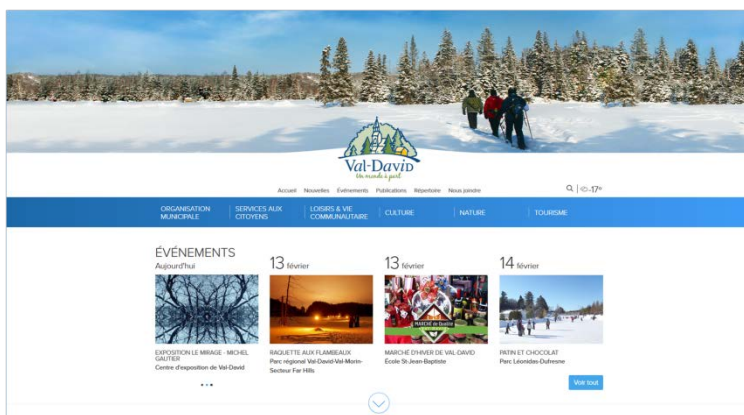 Val-David
Un monde à part
Accueil Nouvelles Événements Publications Répertoire Nous joindre
-17°
ORGANISATION MUNICIPALE
SERVICES AUX CITOYENS
LOISIRS & VIE COMMUNAUTAIRE
CULTURE
NATURE
TOURISME
ÉVÉNEMENTS
Aujourd'hui
EXPOSITION LE MIRAGE - MICHEL
GAUTIER
Centre d'exposition de Val-David
13 février
RAQUETTE AUX FLAMBEAUX
Parc régional Val-David-Val-Morin-
Secteur Far Hills
13 février
MARCHÉ de Quartier
MARCHÉ D'HIVER DE VAL-DAVID
École St-Jean-Baptiste
14 février
PATIN ET CHOCOLAT
Parc Léonidas-Dufresne
Voir tout